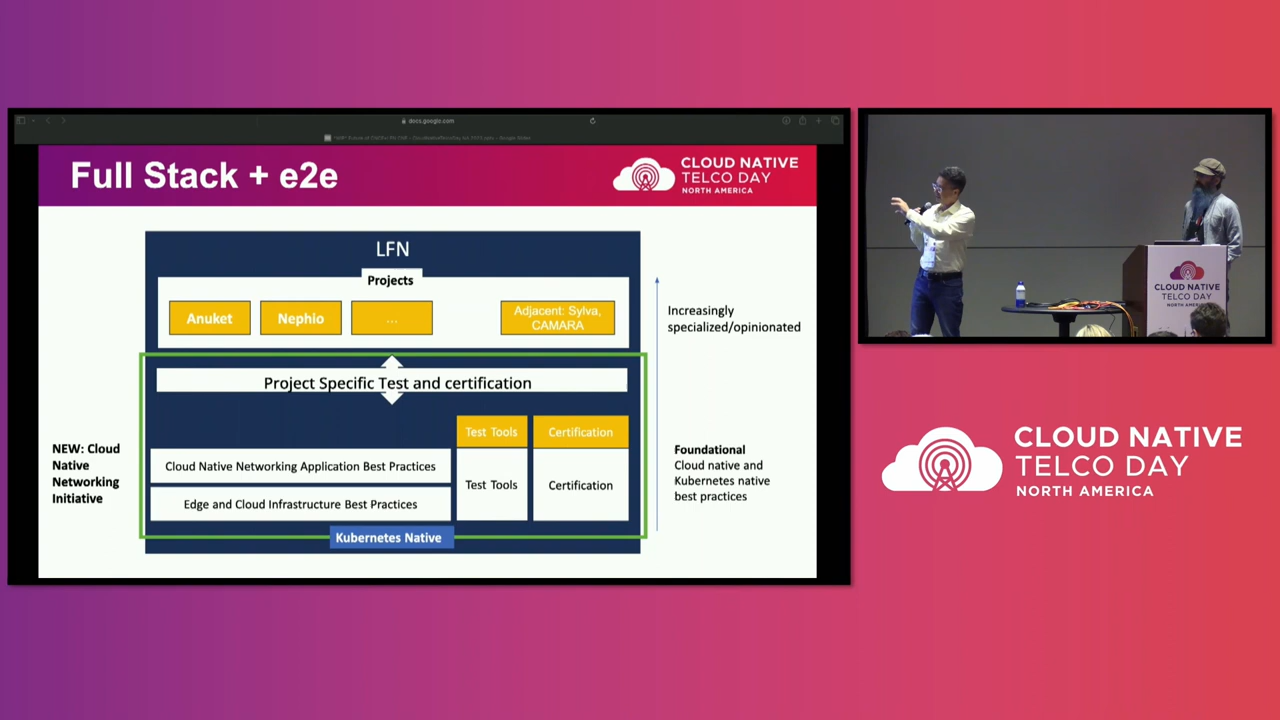 docs.google.com
Full Stack + e2e
CLOUD NATIVE
TELCO DAY
NORTH AMERICA
LFN
Projects
Anuket
Nephio
...
Adjacent: Sylva,
CAMARA
Increasingly
specialized/opinionated
Project Specific Test and certification
Test Tools
Certification
NEW: Cloud
Native
Networking
Initiative
Cloud Native Networking Application Best Practices
Edge and Cloud Infrastructure Best Practices
Test Tools
Certification
Kubernetes Native
Foundational
Cloud native and
Kubernetes native
best practices
CLOUD NATIVE
TELCO DAY
NORTH AMERICA
CLOUD NATIVE
TELCO DAY
NORTH AMERICA